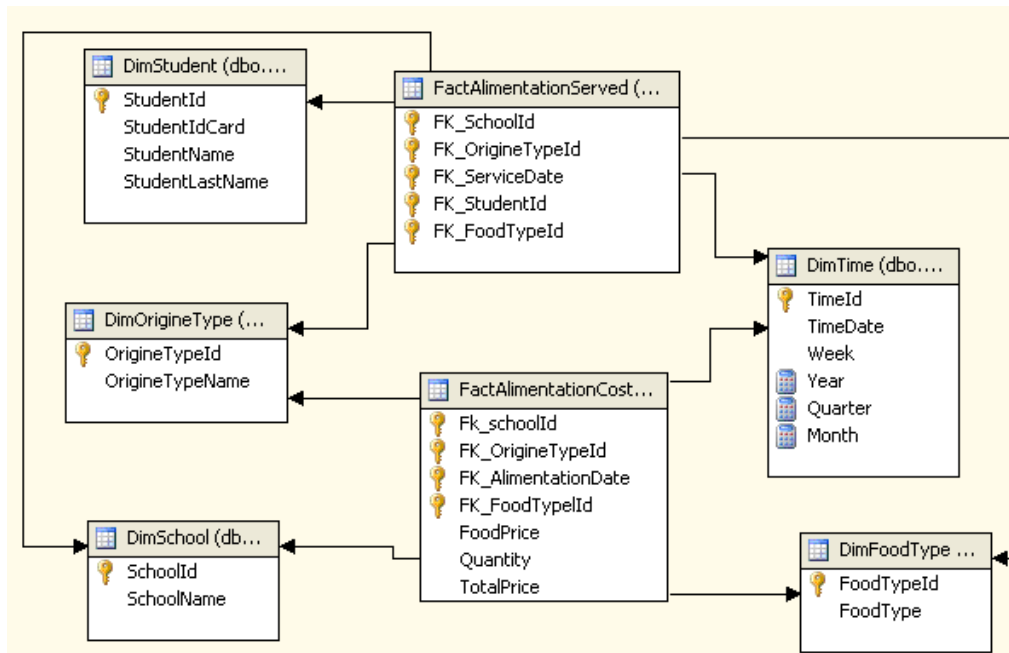 DimStudent (dbo....
StudentId
StudentIdCard
StudentName
StudentLastName
FactAlimentationServed (...
FK_SchoolId
FK_OrigineTypeId
FK_ServiceDate
FK_StudentId
FK_FoodTypeId
DimTime (dbo....
TimeId
TimeDate
Week
Year
Quarter
Month
DimOrigineType (...
OrigineTypeId
OrigineTypeName
FactAlimentationCost...
Fk_schoolId
FK_OrigineTypeId
FK_AlimentationDate
FK_FoodTypelId
FoodPrice
Quantity
TotalPrice
DimSchool (db...
SchoolId
SchoolName
DimFoodType ...
FoodTypeId
FoodType